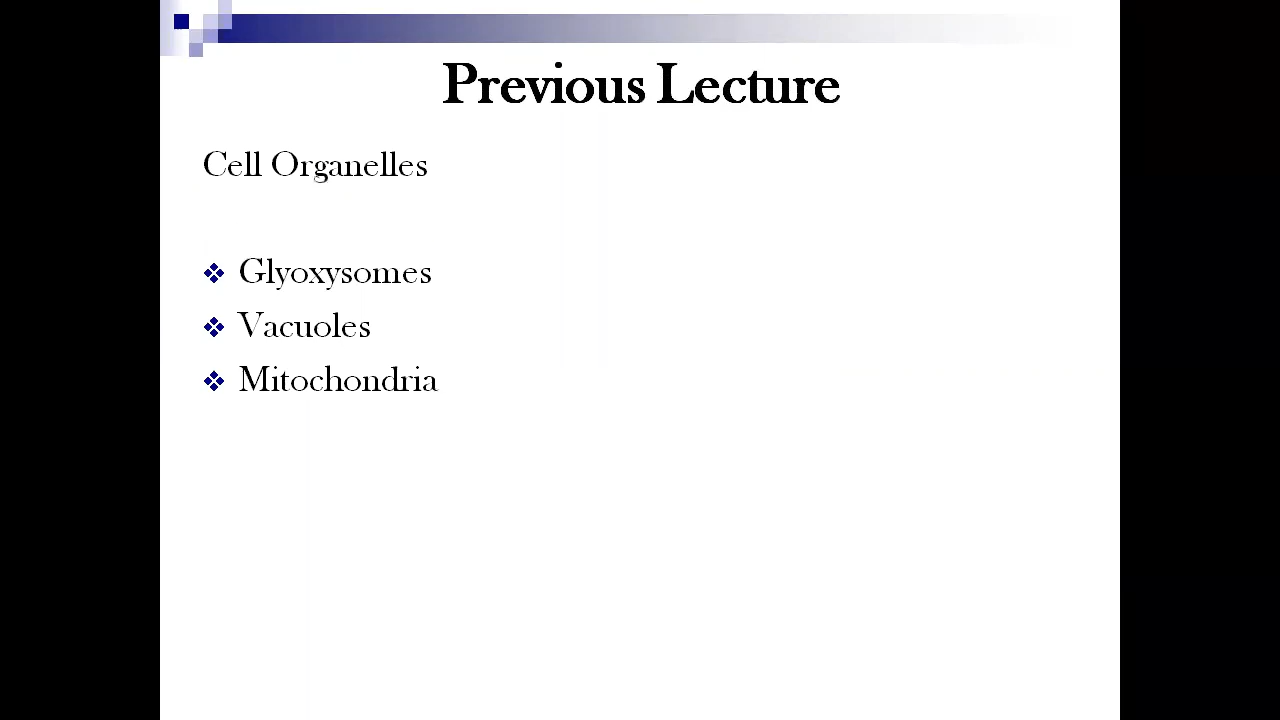 Previous Lecture
Cell Organelles
❖ Glyoxysomes
❖ Vacuoles
❖ Mitochondria